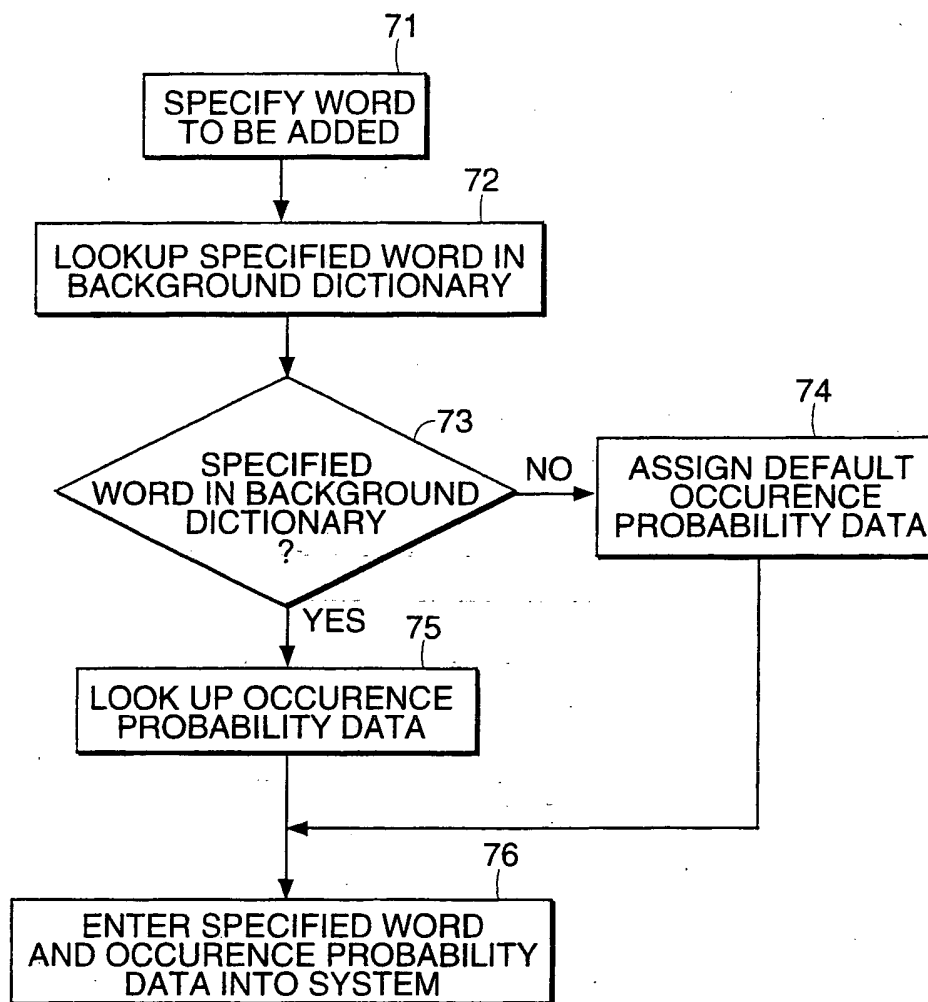 71
SPECIFY WORD
TO BE ADDED
72
LOOKUP SPECIFIED WORD IN
BACKGROUND DICTIONARY
73
SPECIFIED
WORD IN BACKGROUND
DICTIONARY
?
NO
74
ASSIGN DEFAULT
OCCURENCE
PROBABILITY DATA
YES
75
LOOK UP OCCURENCE
PROBABILITY DATA
76
ENTER SPECIFIED WORD
AND OCCURENCE PROBABILITY
DATA INTO SYSTEM